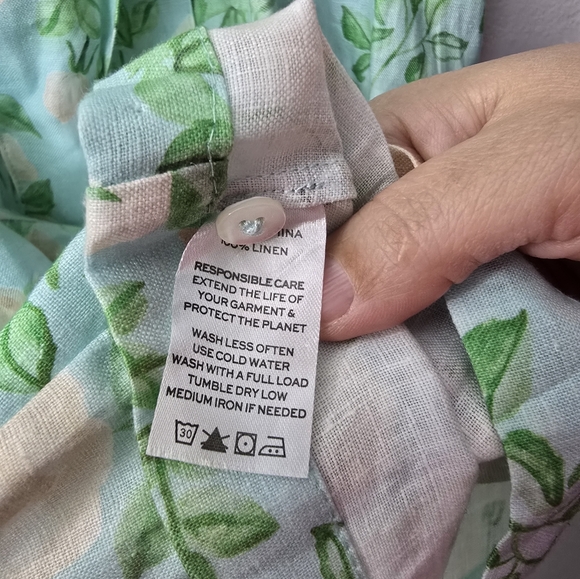 LINEN
RESPONSIBLE CARE
EXTEND THE LIFE OF
YOUR GARMENT &
PROTECT THE PLANET
WASH LESS OFTEN
USE COLD WATER
WASH WITH A FULL LOAD
TUMBLE DRY LOW
MEDIUM IRON IF NEEDED
30